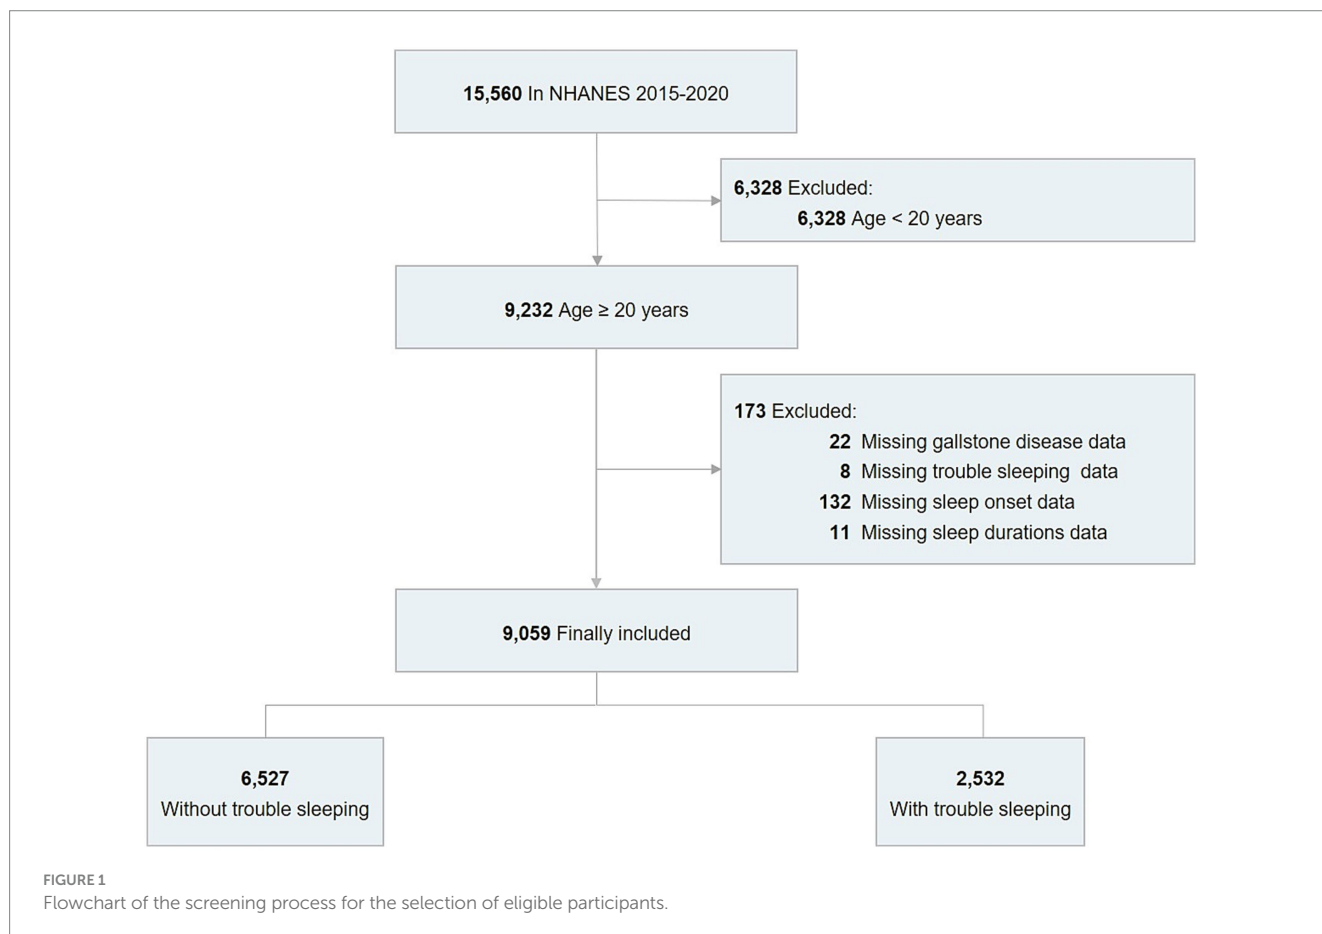 15,560 In NHANES 2015-2020
6,328 Excluded:
6,328 Age < 20 years
9,232 Age ≥ 20 years
173 Excluded:
22 Missing gallstone disease data
8 Missing trouble sleeping data
132 Missing sleep onset data
11 Missing sleep durations data
9,059 Finally included
6,527
Without trouble sleeping
2,532
With trouble sleeping
FIGURE 1
Flowchart of the screening process for the selection of eligible participants.